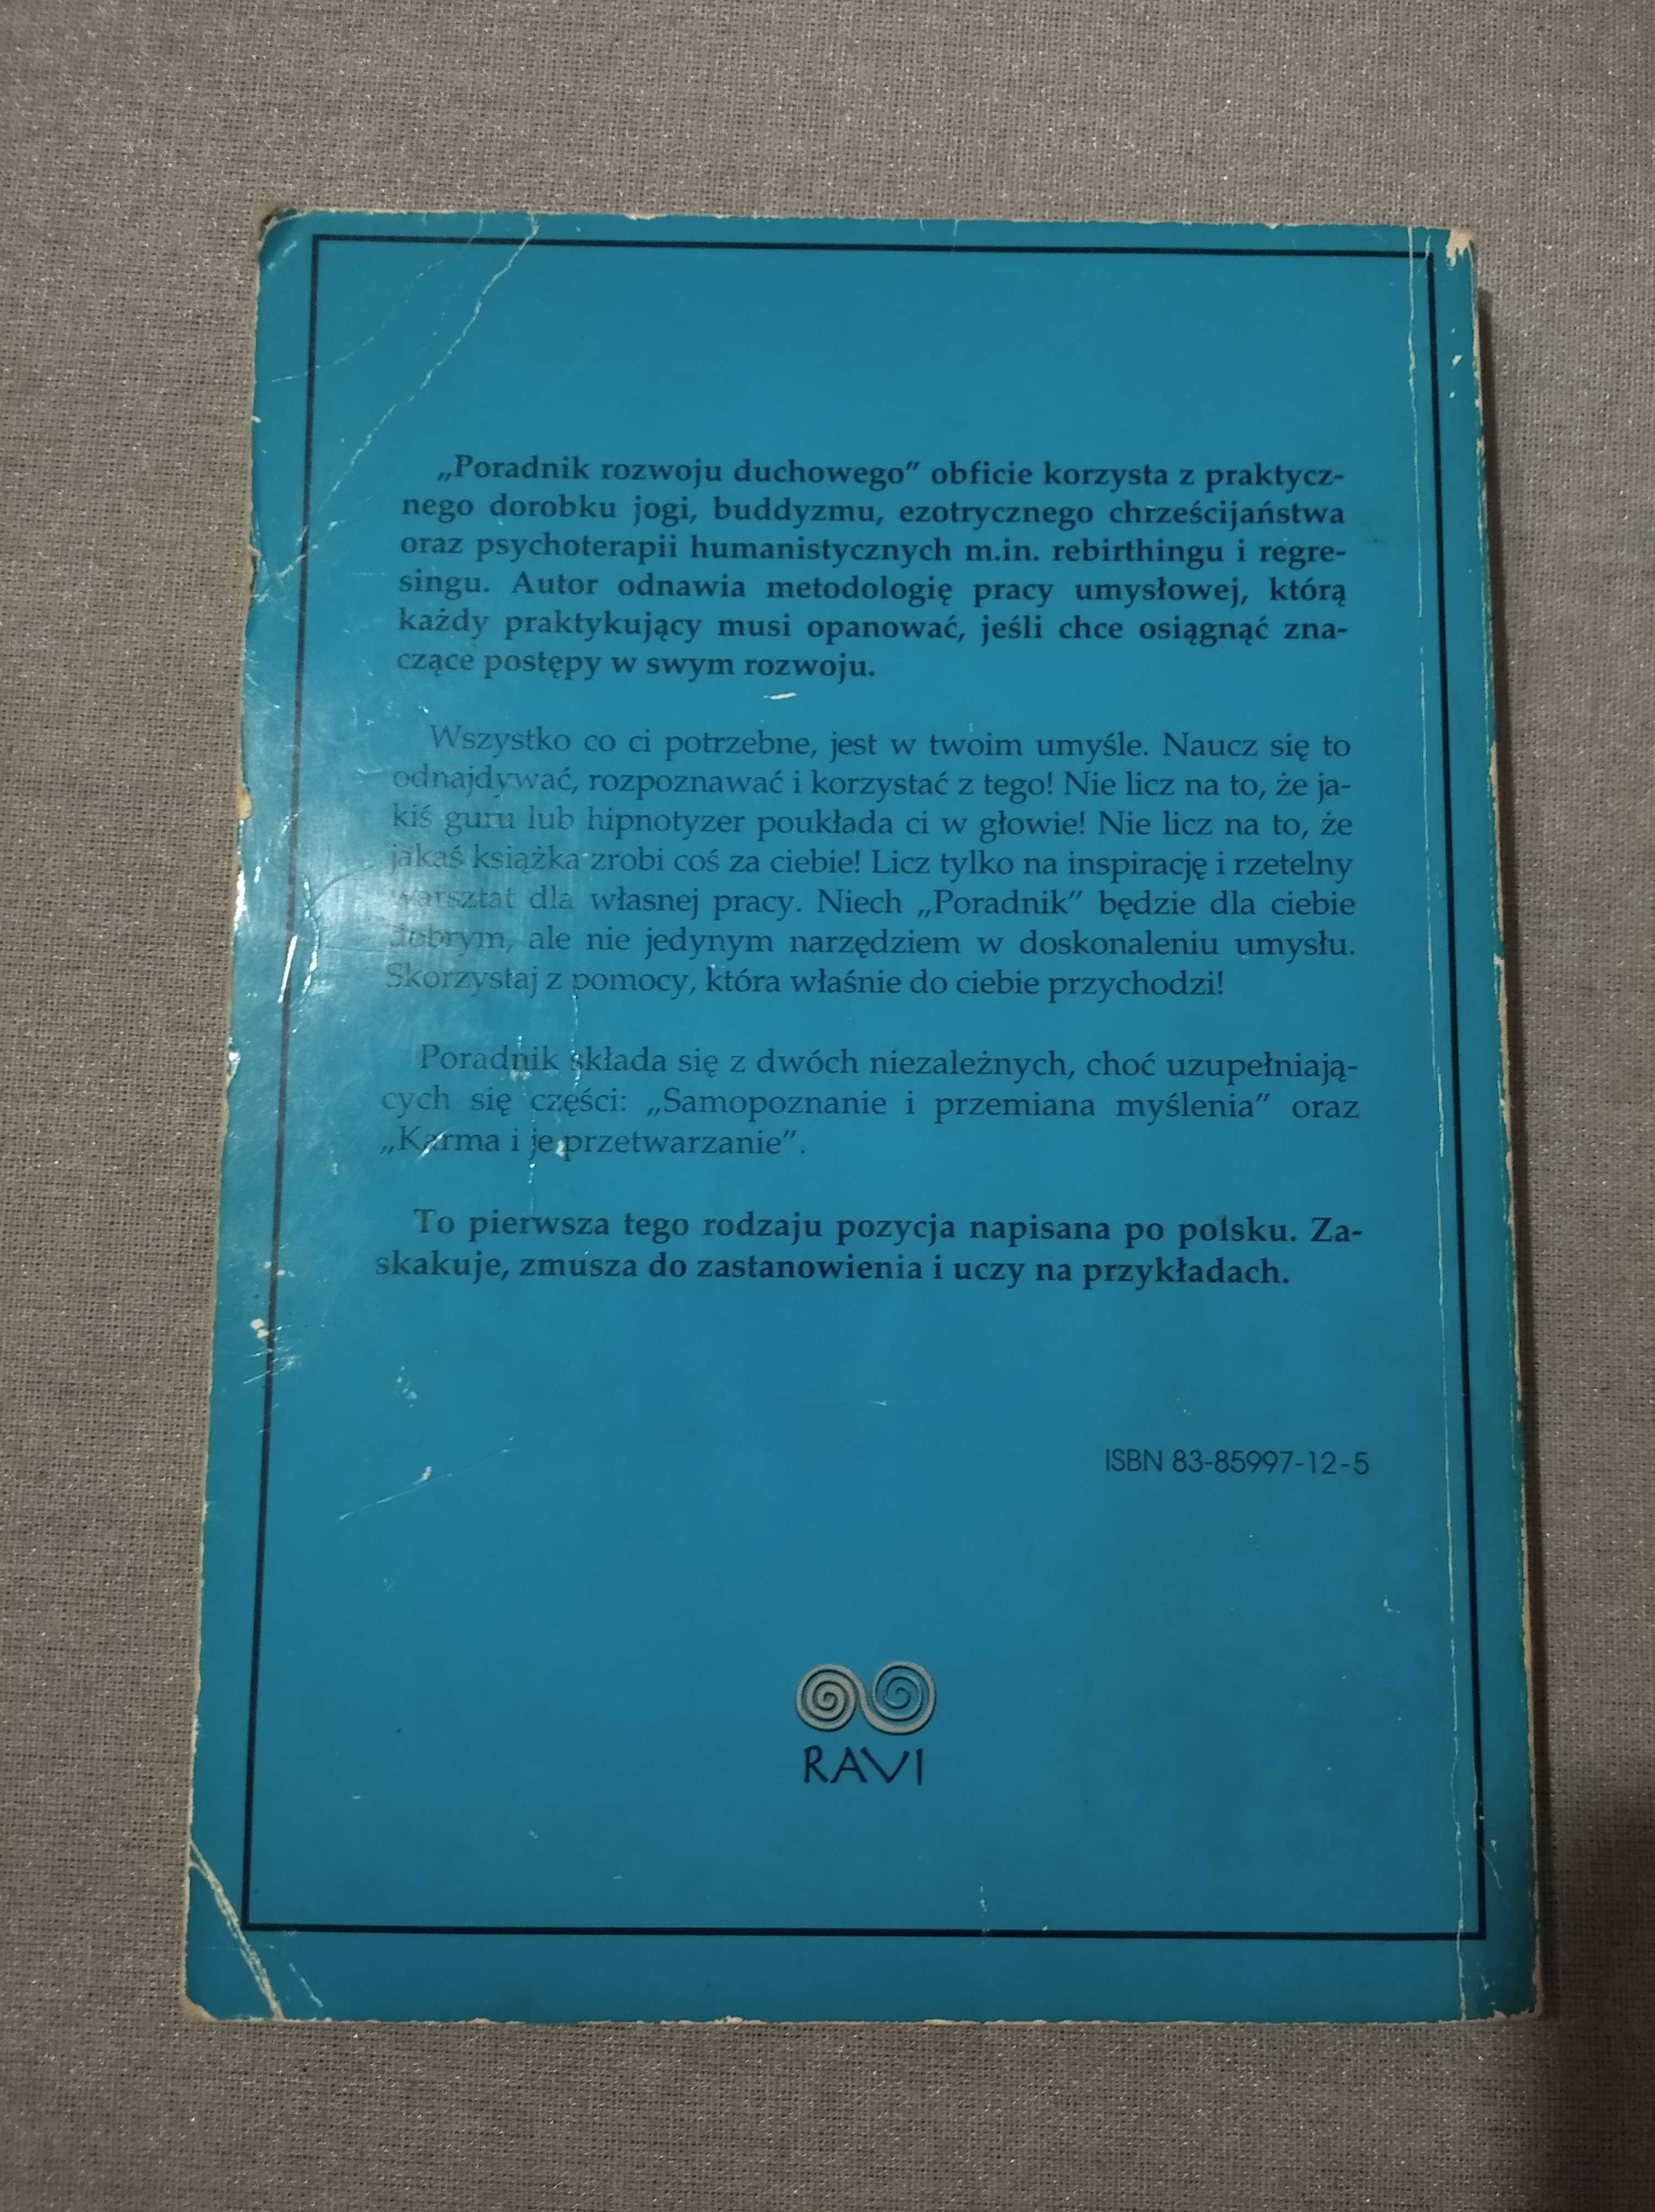 „Poradnik rozwoju duchowego” obficie korzysta z praktycz-
nego dorobku jogi, buddyzmu, ezotrycznego chrześcijaństwa
oraz psychoterapii humanistycznych m.in. rebirthingu i regre-
singu. Autor odnawia metodologię pracy umysłowej, którą
każdy praktykujący musi opanować, jeśli chce osiągnąć zna-
czące postępy w swym rozwoju.
Wszystko co ci potrzebne, jest w twoim umyśle. Naucz się to
odnajdywać, rozpoznawać i korzystać z tego! Nie licz na to, że ja-
kiś guru lub hipnotyzer poukłada ci w głowie! Nie licz na to, że
jakaś książka zrobi coś za ciebie! Licz tylko na inspirację i rzetelny
warsztat dla własnej pracy. Niech „Poradnik” będzie dla ciebie
dobrym, ale nie jedynym narzędziem w doskonaleniu umysłu.
Skorzystaj z pomocy, która właśnie do ciebie przychodzi!
Poradnik składa się z dwóch niezależnych, choć uzupełniają-
cych się części: „Samopoznanie i przemiana myślenia” oraz
„Karma i je przetwarzanie”.
To pierwsza tego rodzaju pozycja napisana po polsku. Za-
skakuje, zmusza do zastanowienia i uczy na przykładach.
ISBN 83-85997-12-5
RAVI